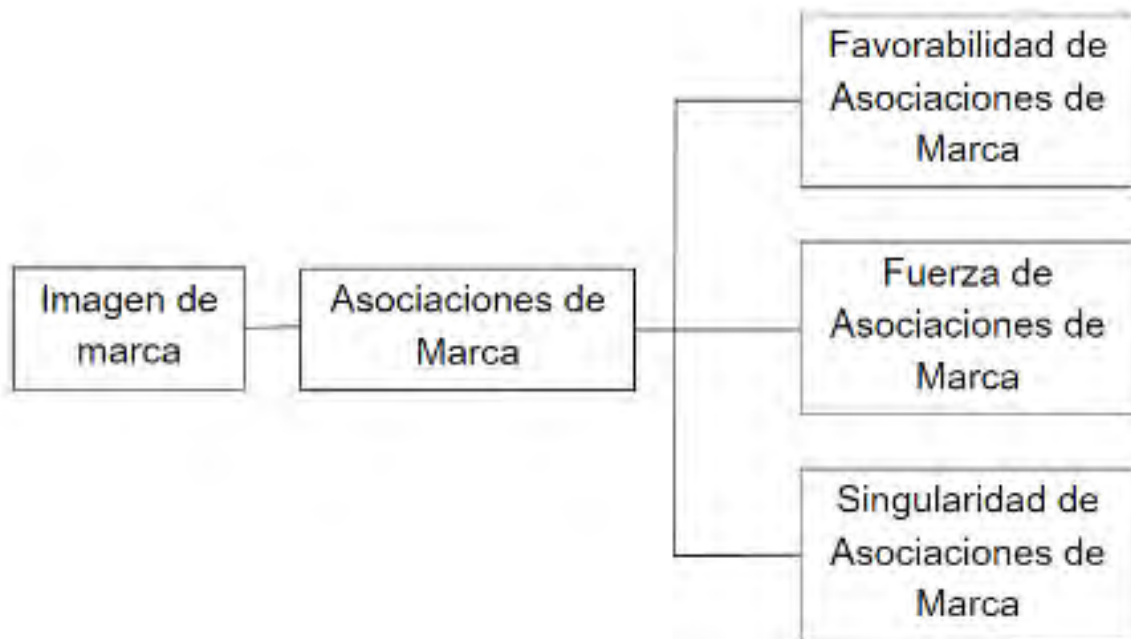 Imagen de
marca
Asociaciones de
Marca
Favorabilidad de
Asociaciones de
Marca
Fuerza de
Asociaciones de
Marca
Singularidad de
Asociaciones de
Marca